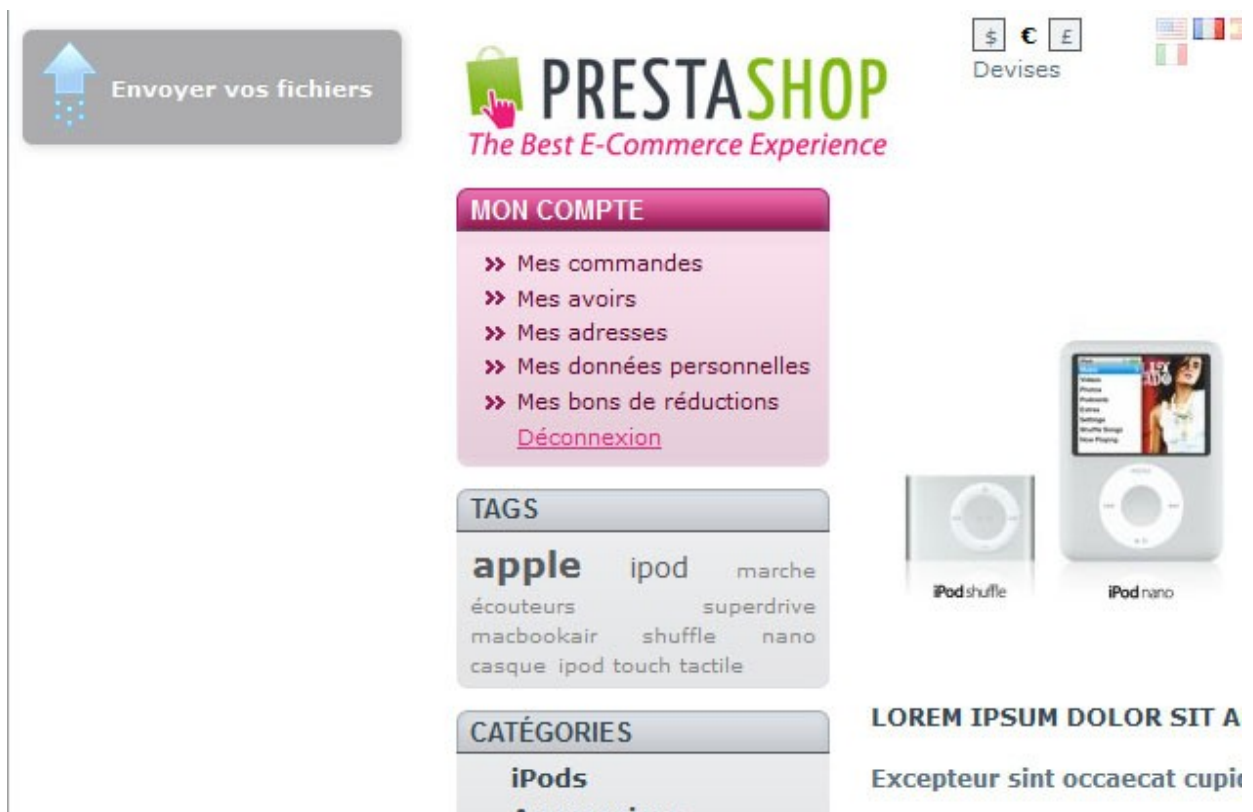 Envoyer vos fichiers
$ € £
Devises
PRESTASHOP
The Best E-Commerce Experience
MON COMPTE
Mes commandes
Mes avoirs
Mes adresses
Mes données personnelles
Mes bons de réductions
Déconnexion
TAGS
apple ipod marche
écouteurs superdrive
macbookair shuffle nano
casque ipod touch tactile
CATÉGORIES
iPods
iPod shuffle
iPod nano
LOREM IPSUM DOLOR SIT A
Excepteur sint occaecat